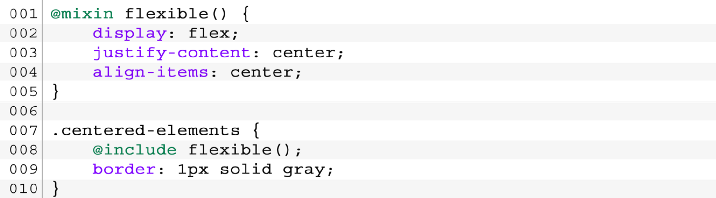 001 @mixin flexible() {
002     display: flex;
003     justify-content: center;
004     align-items: center;
005 }
006
007 .centered-elements {
008     @include flexible();
009     border: 1px solid gray;
010 }